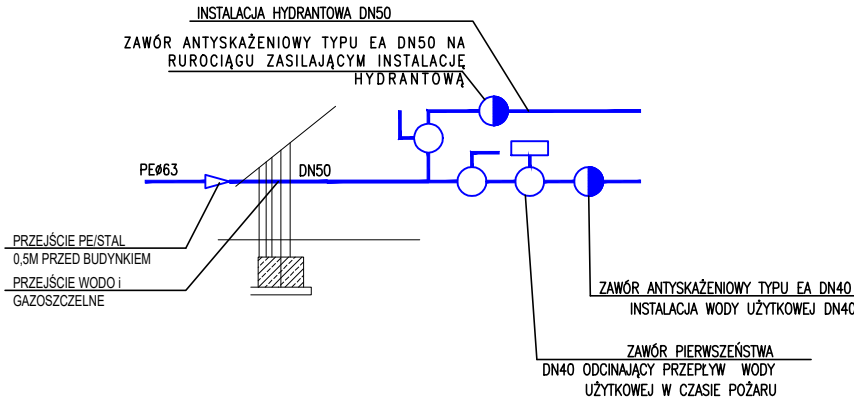 INSTALACJA HYDRANTOWA DN50
ZAWÓR ANTYSKAŻENIOWY TYPU EA DN50 NA
RUROCIĄGU ZASILAJĄCYM INSTALACJĘ
HYDRANTOWĄ
PEø63
DN50
PRZEJŚCIE PE/STAL
0,5M PRZED BUDYNKIEM
PRZEJŚCIE WODO i
GAZOSZCZELNE
ZAWÓR ANTYSKAŻENIOWY TYPU EA DN40
INSTALACJA WODY UŻYTKOWEJ DN40
ZAWÓR PIERWSZEŃSTWA
DN40 ODCINAJĄCY PRZEPŁYW WODY
UŻYTKOWEJ W CZASIE POŻARU